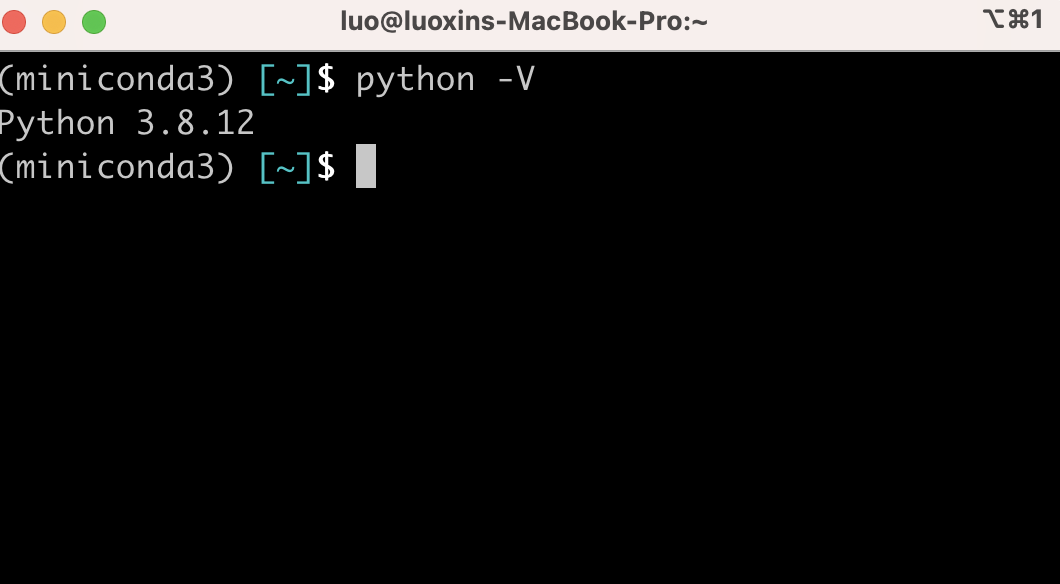 luo@luoxins-MacBook-Pro:~ ⌥⌘1
(miniconda3) [~]$ python -V
Python 3.8.12
(miniconda3) [~]$